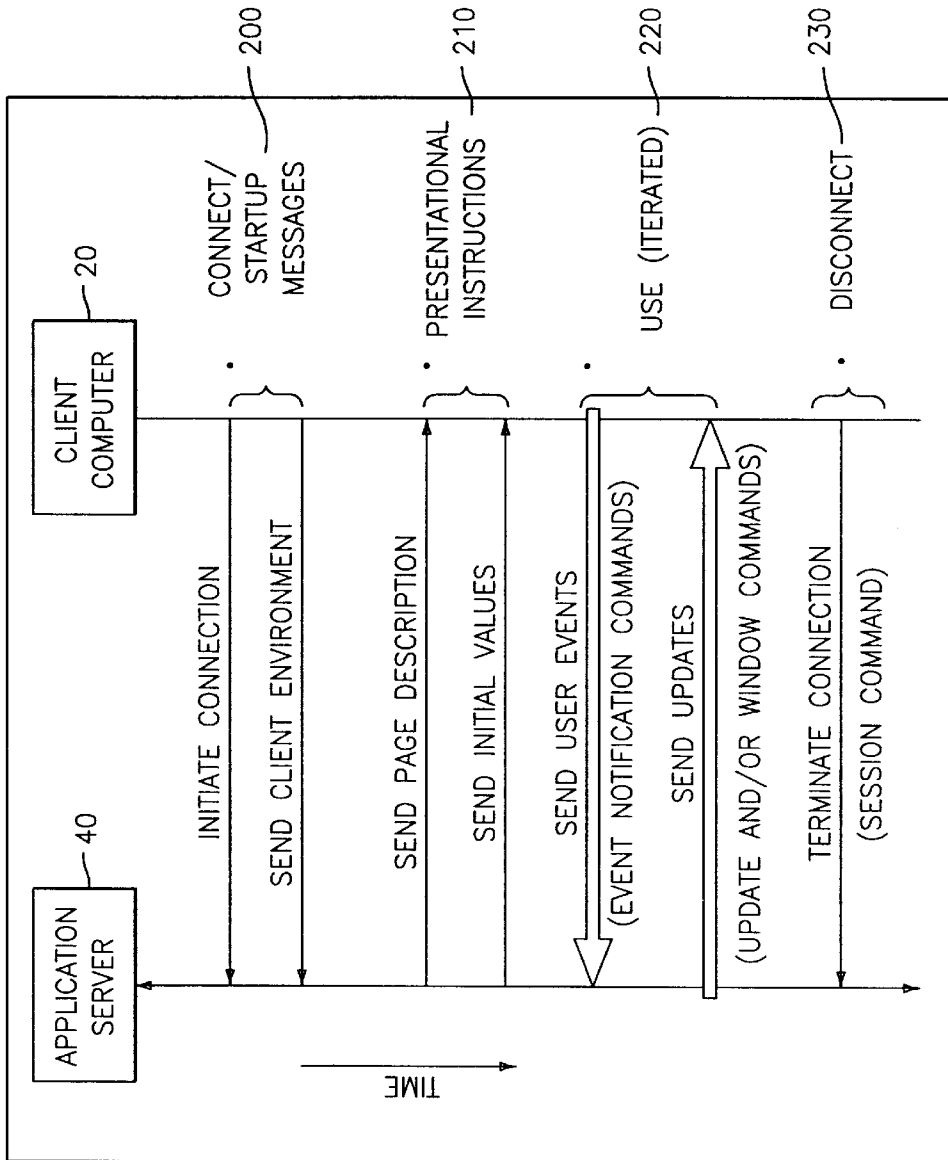 APPLICATION
SERVER
40
CLIENT
COMPUTER
20
TIME
INITIATE CONNECTION
SEND CLIENT ENVIRONMENT
CONNECT/
STARTUP
MESSAGES
200
SEND PAGE DESCRIPTION
SEND INITIAL VALUES
PRESENTATIONAL
INSTRUCTIONS
210
SEND USER EVENTS
(EVENT NOTIFICATION COMMANDS)
SEND UPDATES
(UPDATE AND/OR WINDOW COMMANDS)
USE (ITERATED)
220
TERMINATE CONNECTION
(SESSION COMMAND)
DISCONNECT
230